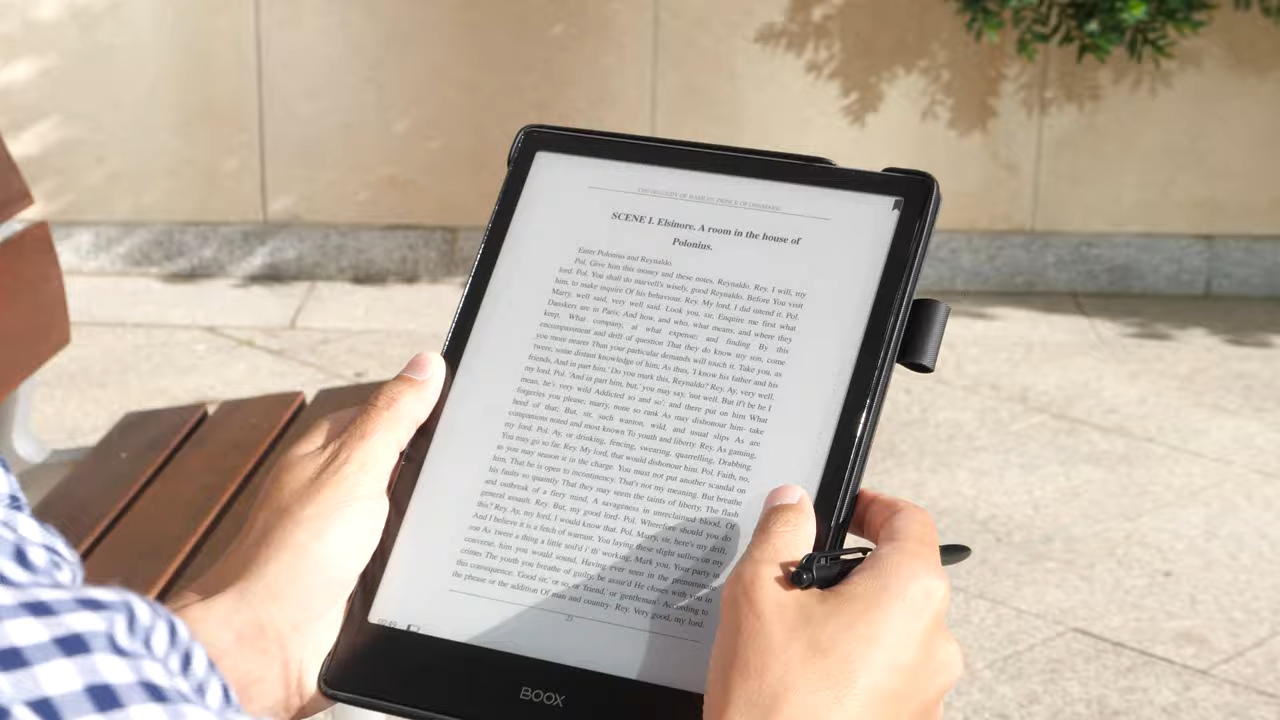 THE TRAGEDY OF HAMLET, PRINCE OF DENMARK
SCENE I. Elsinore. A room in the house of
Polonius.
Enter Polonius and Reynaldo.
Pol. Give him this money and these notes, Reynaldo. Rey. I will, my
lord. Pol. You shall do marvell's wisely, good Reynaldo. Before You visit
him, to make inquire Of his behaviour. Rey. My lord, I did intend it. Pol.
Marry, well said, very well said. Look you, sir, Enquire me first what
Danskers are in Paris; And how, and who, what means, and where they
keep, What company, at what expense; and finding By this
encompassment and drift of question That they do know my son, come
you more nearer Than your particular demands will touch it. Take you, as
'twere, some distant knowledge of him; As thus, 'I know his father and his
friends, And in part him.' Do you mark this, Reynaldo? Rey. Ay, very well,
my lord. Pol. 'And in part him, but,' you may say, 'not well. But if't be he I
mean, he's very wild Addicted so and so'; and there put on him What
forgeries you please; marry, none so rank As may dishonour him- take
heed of that; But, sir, such wanton, wild, and usual slips As are
companions noted and most known To youth and liberty. Rey. As gaming,
my lord. Pol. Ay, or drinking, fencing, swearing, quarrelling, Drabbing.
You may go so far. Rey. My lord, that would dishonour him. Pol. Faith, no,
as you may season it in the charge. You must not put another scandal on
him, That he is open to incontinency. That's not my meaning. But breathe
his faults so quaintly That they may seem the taints of liberty, The flash
and outbreak of a fiery mind, A savageness in unreclaimed blood, Of
general assault. Rey. But, my good lord- Pol. Wherefore should you do
this? Rey. Ay, my lord, I would know that. Pol. Marry, sir, here's my drift,
And I believe it is a fetch of warrant. You laying these slight sullies on my
son As 'twere a thing a little soil'd i' th' working, Mark you, Your party in
converse, him you would sound, Having ever seen in the prenominate
crimes The youth you breathe of guilty, be assur'd He closes with you in
this consequence: 'Good sir,' or so, or 'friend,' or 'gentleman'- According to
the phrase or the addition Of man and country- Rey. Very good, my lord.
23
BOOX